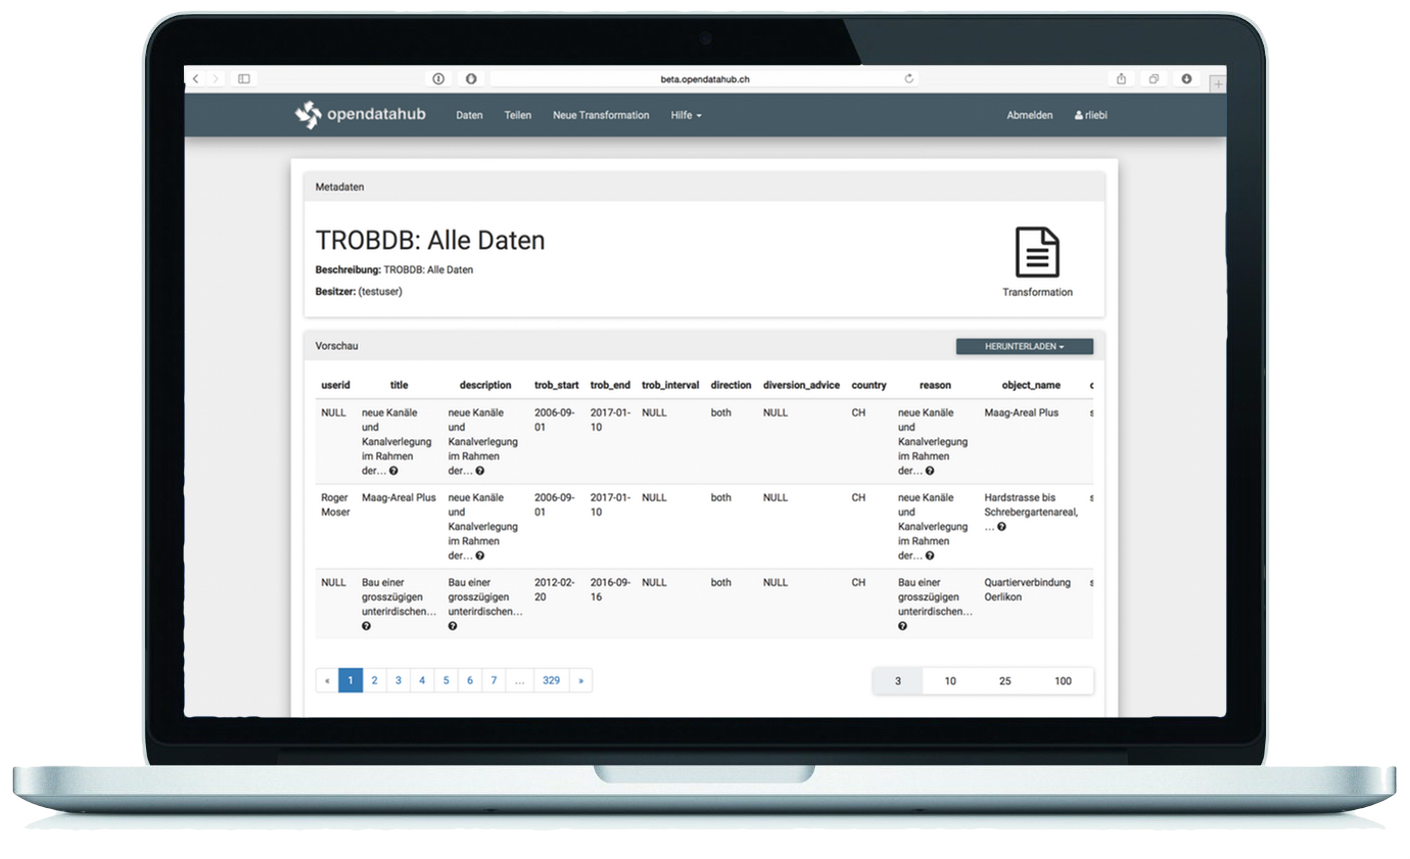 beta.opendatahub.ch
opendatahub Daten Teilen Neue Transformation Hilfe Abmelden rliebi
Metadaten
TROBDB: Alle Daten
Beschreibung: TROBDB: Alle Daten
Besitzer: (testuser)
Transformation
Vorschau
HERUNTERLADEN
userid title description trob_start trob_end trob_interval direction diversion_advice country reason object_name
NULL neue Kanäle neue Kanäle 2006-09- 2017-01- NULL both NULL CH neue Kanäle Maag-Areal Plus s
und und 01 10 und
Kanalverlegung Kanalverlegung Kanalverlegung
im Rahmen im Rahmen im Rahmen
der... der... der...
Roger Maag-Areal Plus neue Kanäle 2006-09- 2017-01- NULL both NULL CH neue Kanäle Hardstrasse bis s
Moser und 01 10 und Schrebergartenareal,
Kanalverlegung Kanalverlegung ...
im Rahmen im Rahmen
der... der...
NULL Bau einer Bau einer 2012-02- 2016-09- NULL both NULL CH Bau einer Quartierverbindung s
grosszügigen grosszügigen 20 16 grosszügigen Oerlikon
unterirdischen... unterirdischen... unterirdischen...
« 1 2 3 4 5 6 7 ... 329 »
3 10 25 100